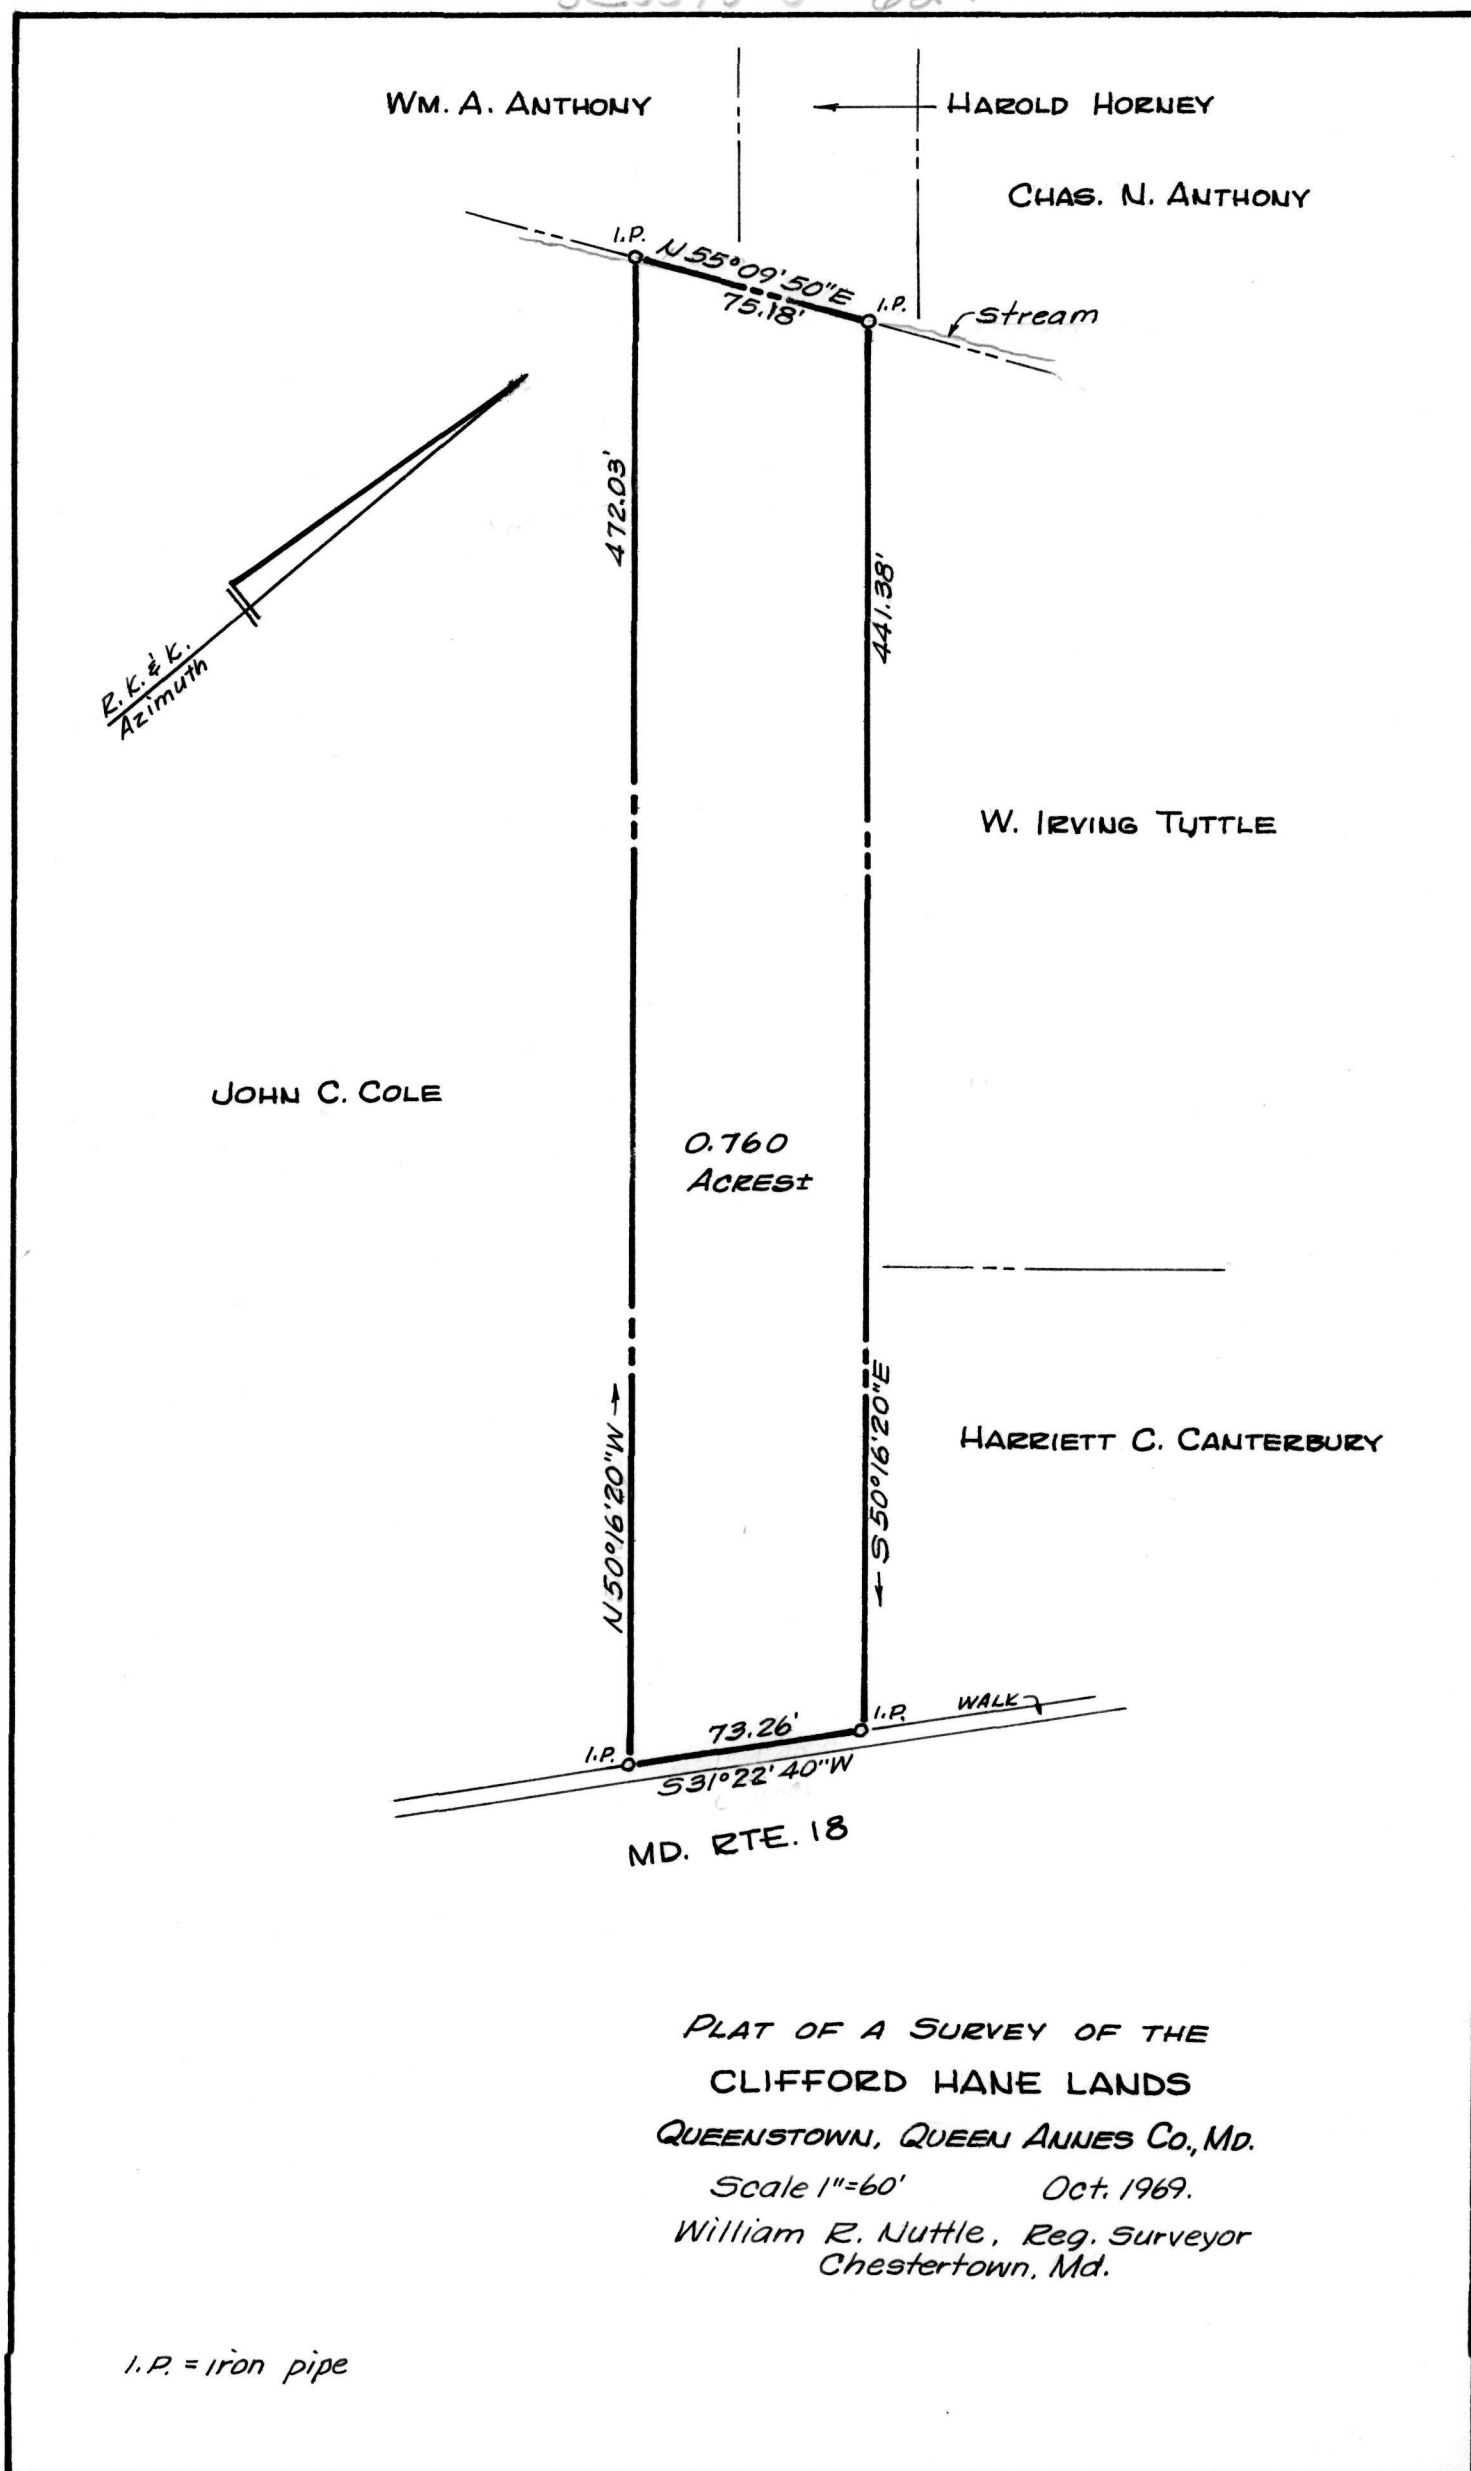 WM. A. ANTHONY
HAROLD HORNEY
CHAS. N. ANTHONY
I.P.
N 55°09'50"E
75.18'
I.P.
stream
472.03'
441.38'
R. K. & K.
Azimuth
W. IRVING TUTTLE
JOHN C. COLE
0.760
ACRES±
N 50°16'20"W
S 50°16'20"E
HARRIETT C. CANTERBURY
I.P.
73.26'
I.P.
WALK
S 31°22'40"W
MD. RTE. 18
PLAT OF A SURVEY OF THE
CLIFFORD HANE LANDS
QUEENSTOWN, QUEEN ANNES CO., MD.
Scale 1"=60' Oct. 1969.
William R. Nuttle, Reg. Surveyor
Chestertown, Md.
I.P. = iron pipe